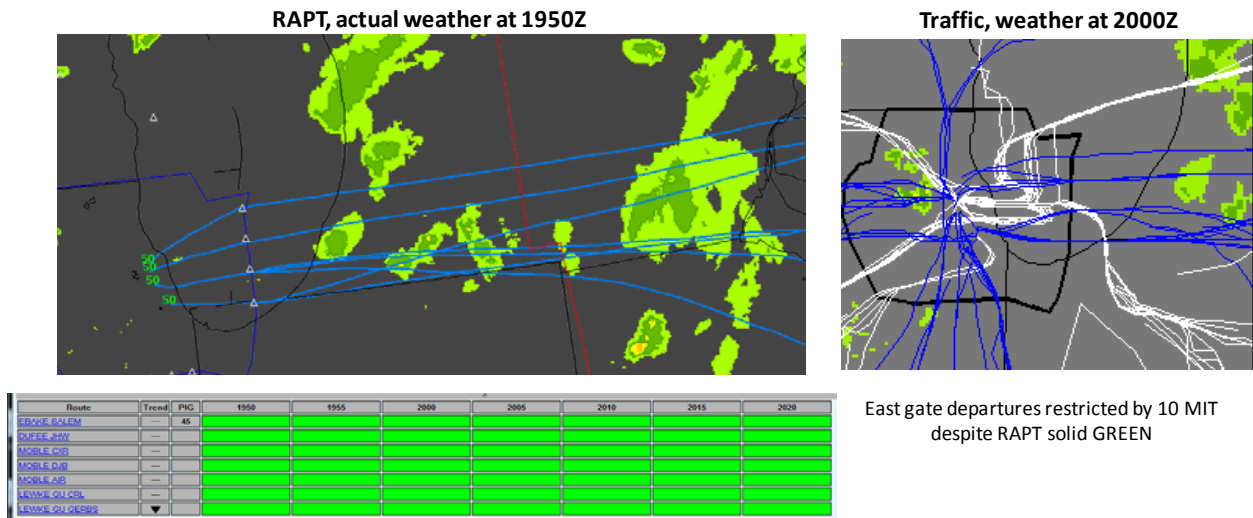 RAPT, actual weather at 1950Z
Traffic, weather at 2000Z
50
50
50
50
Route Trend PIG 1950 1955 2000 2005 2010 2015 2020
EBAKE SALEM — 45
DUFEE JHW —
MOBLE CXR —
MOBLE DJB —
MOBLE AIR —
LEWKE GIJ CRL —
LEWKE GIJ GERBS ▼
East gate departures restricted by 10 MIT
despite RAPT solid GREEN